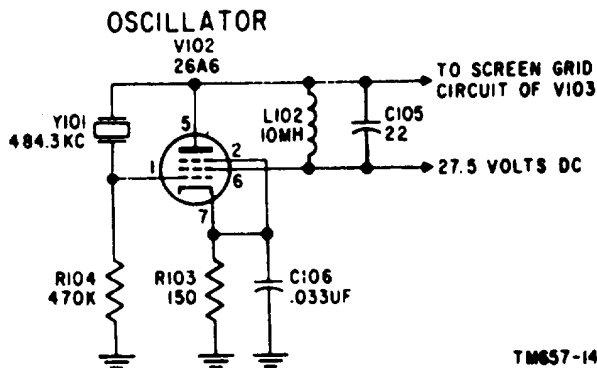 OSCILLATOR
V102
26A6
TO SCREEN GRID
CIRCUIT OF V103
Y101
484.3KC
L102
10MH
C105
22
5
2
1
6
27.5 VOLTS DC
7
R104
470K
R103
150
C106
.033UF
TM657-14